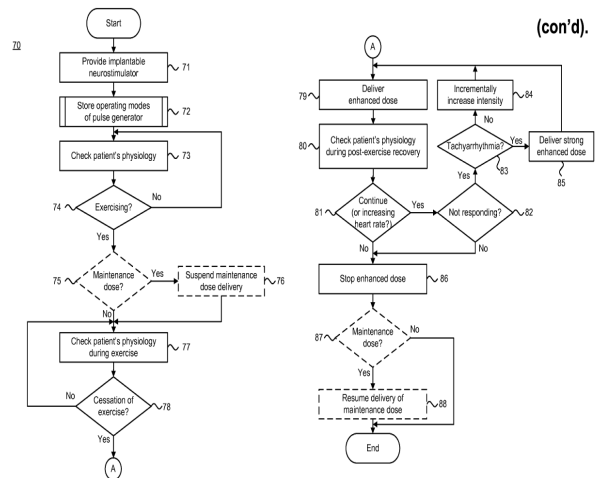 70
Start
Provide implantable
neurostimulator
71
Store operating modes
of pulse generator
72
Check patient's physiology
73
74
Exercising?
No
Yes
75
Maintenance
dose?
Yes
Suspend maintenance
dose delivery
76
No
Check patient's physiology
during exercise
77
No
Cessation of
exercise?
78
Yes
A
(con'd).
A
79
Deliver
enhanced dose
Incrementally
increase intensity
84
80
Check patient's physiology
during post-exercise recovery
No
Tachyarrhythmia?
83
Yes
Deliver strong
enhanced dose
85
Yes
81
Continue
(or increasing
heart rate?)
Yes
Not responding?
82
No
No
Stop enhanced dose
86
87
Maintenance
dose?
No
Yes
Resume delivery of
maintenance dose
88
End